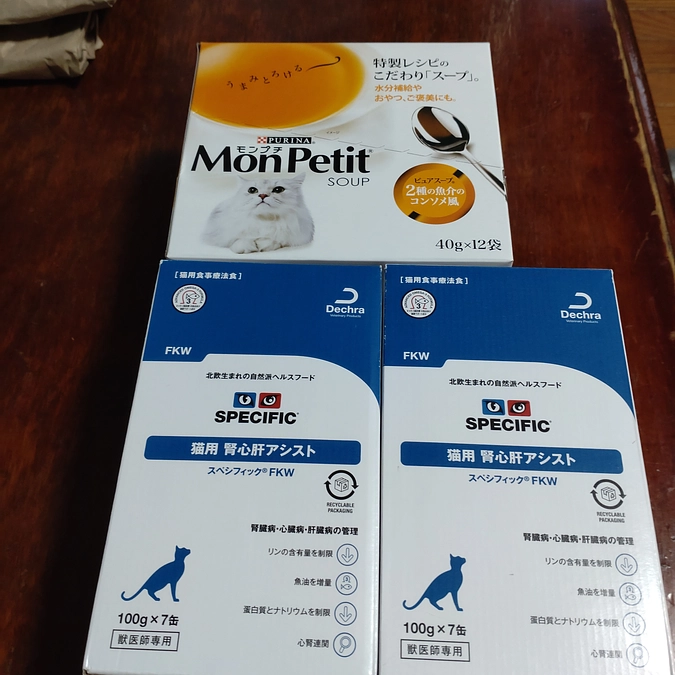 うまみとろける
特製レシピの
こだわり「スープ」。
水分補給や
おやつ、ご褒美にも。
PURINA
モンプチ
MonPetit®
SOUP
ピュアスープ®
2種の魚介の
コンソメ風
40g×12袋
[猫用食事療法食]
Dechra
Veterinary Products
FKW
北欧生まれの自然派ヘルスフード
SPECIFIC®
猫用 腎心肝アシスト
スペシフィック®FKW
RECYCLABLE
PACKAGING
腎臓病・心臓病・肝臓病の管理
リンの含有量を制限
魚油を増量
蛋白質とナトリウムを制限
心腎連関
100g×7缶
獣医師専用
[猫用食事療法食]
Dechra
Veterinary Products
FKW
北欧生まれの自然派ヘルスフード
SPECIFIC®
猫用 腎心肝アシスト
スペシフィック®FKW
RECYCLABLE
PACKAGING
腎臓病・心臓病・肝臓病の管理
リンの含有量を制限
魚油を増量
蛋白質とナトリウムを制限
心腎連関
100g×7缶
獣医師専用